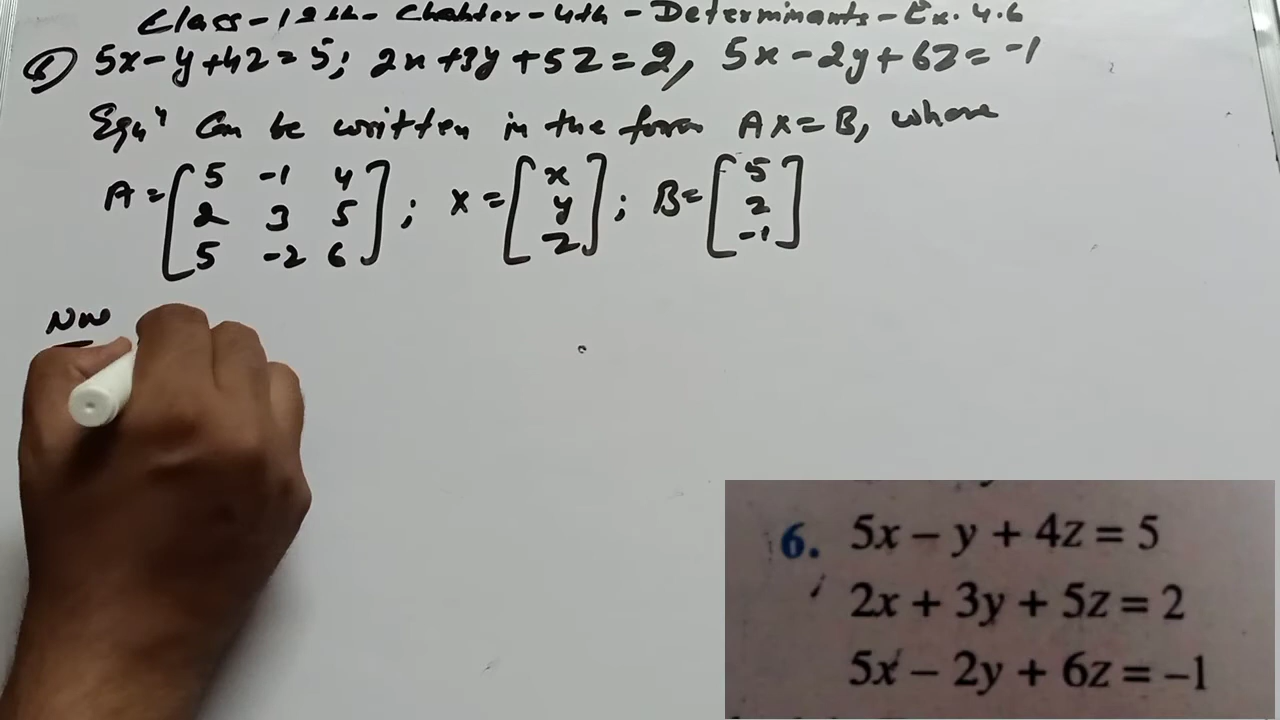 Class-12th-Chapter-4th-Determinants-Ex.4.6
6) 5x-y+4z=5; 2x+3y+5z=2, 5x-2y+6z=-1
Eqn can be written in the form AX=B, where
A=[5 -1 4; X=[x; B=[5
2 3 5 y 2
5 -2 6] z] -1]
Now
6. 5x – y + 4z = 5
2x + 3y + 5z = 2
5x – 2y + 6z = –1